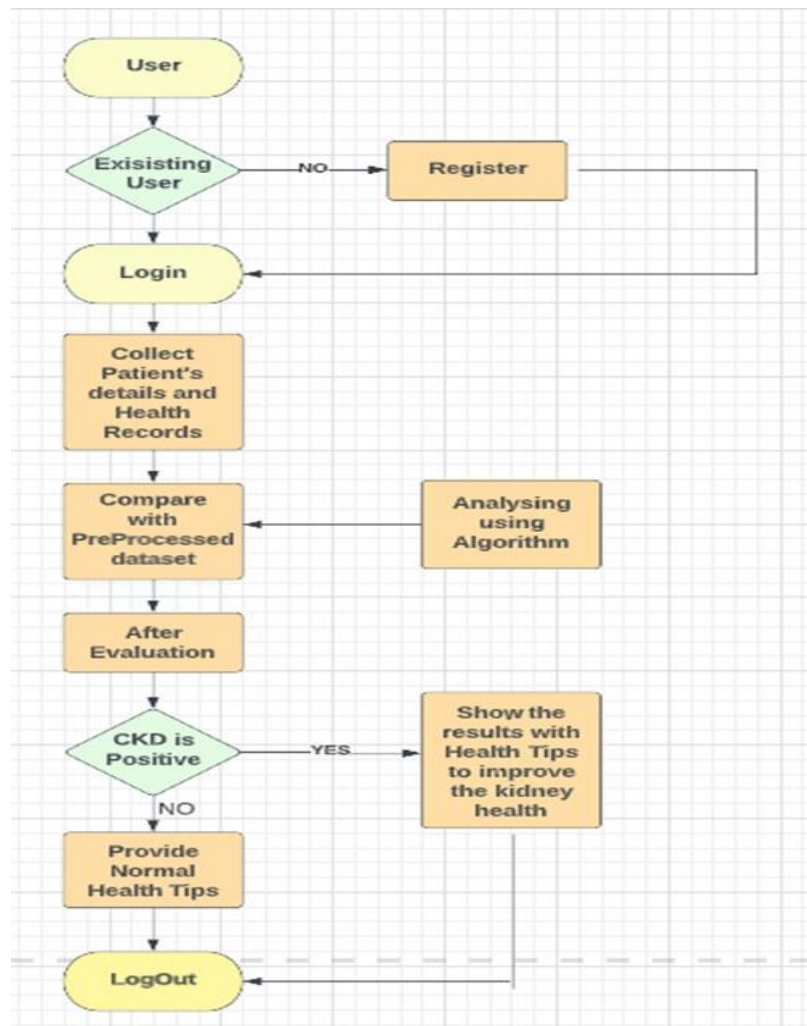 User
Exisisting
User
NO
Register
Login
Collect
Patient's
details and
Health
Records
Compare
with
PreProcessed
dataset
Analysing
using
Algorithm
After
Evaluation
CKD is
Positive
YES
Show the
results with
Health Tips
to improve
the kidney
health
NO
Provide
Normal
Health Tips
LogOut